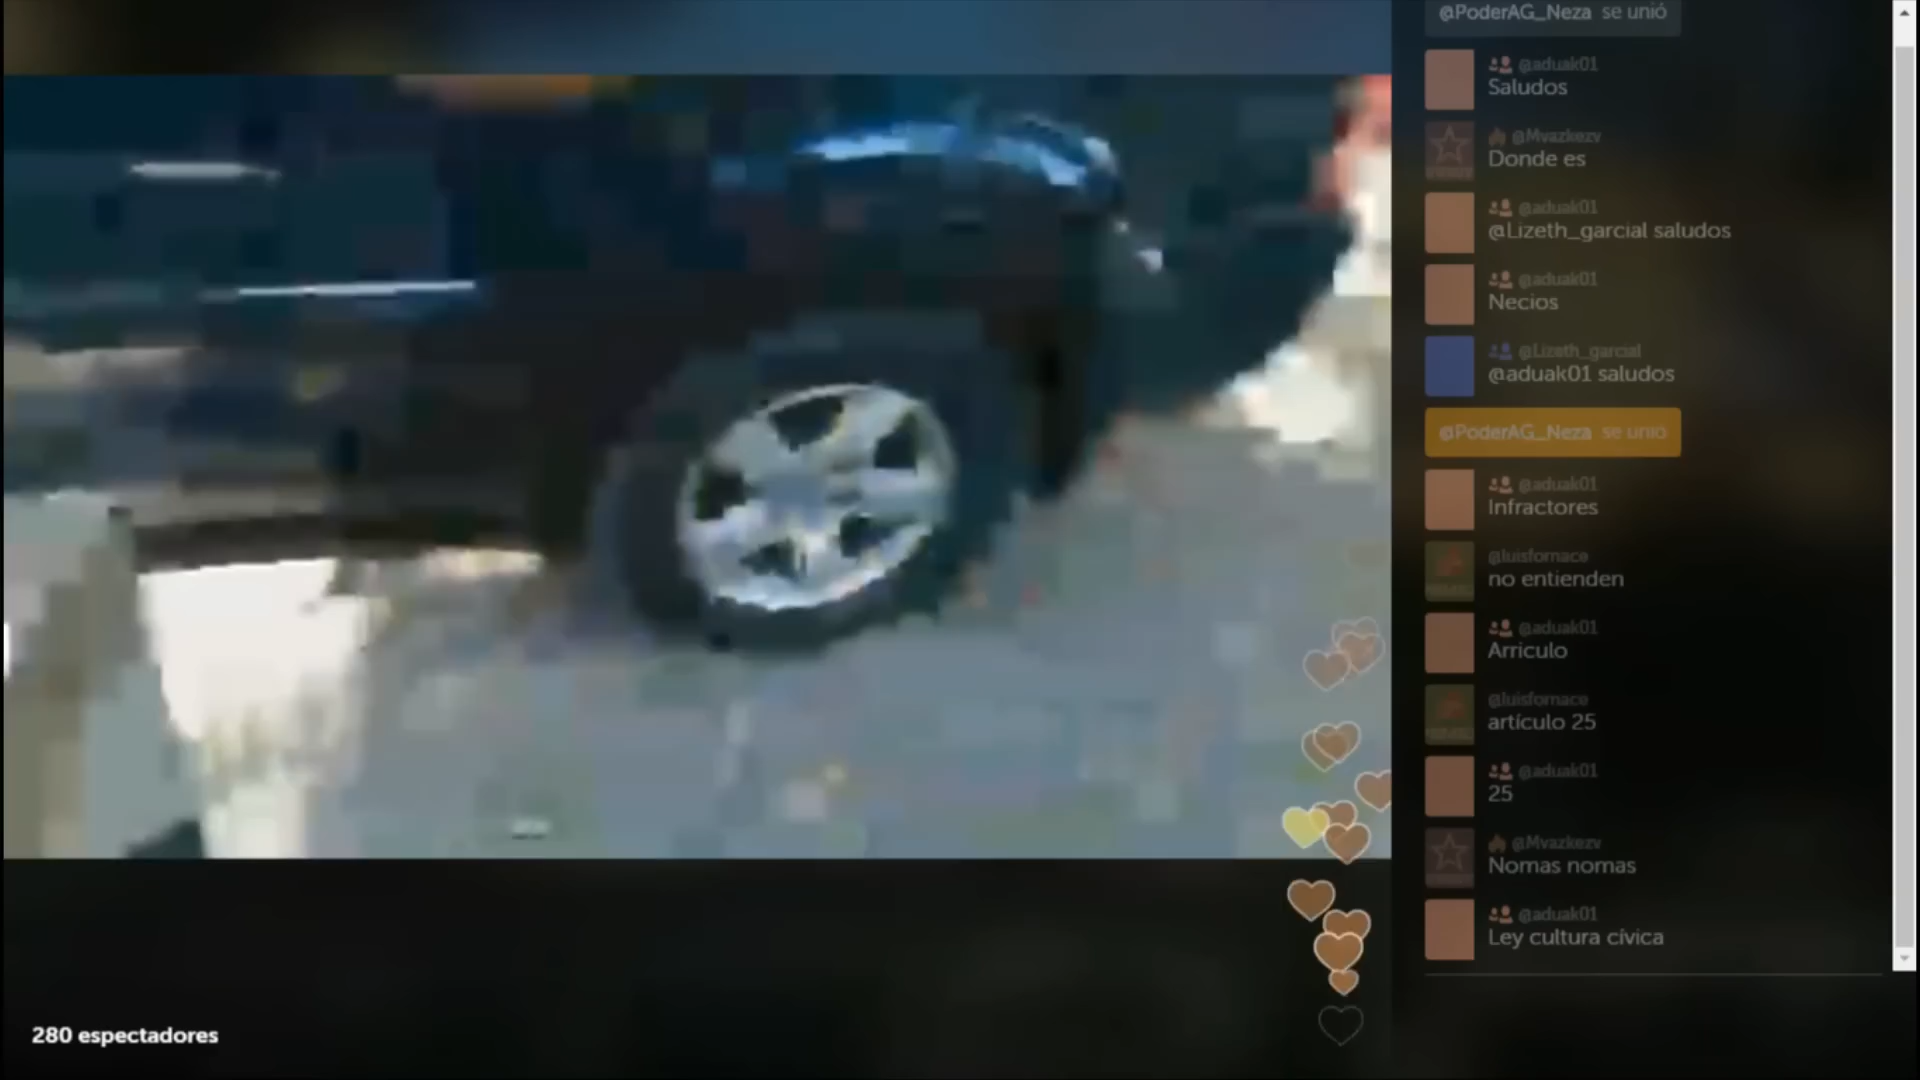 @PoderAG_Neza se unió
@aduak01
Saludos
@Mvazkezv
Donde es
@aduak01
@Lizeth_garcial saludos
@aduak01
Necios
@Lizeth_garcial
@aduak01 saludos
@PoderAG_Neza se unió
@aduak01
Infractores
@luisfornace
no entienden
@aduak01
Arriculo
@luisfornace
artículo 25
@aduak01
25
@Mvazkezv
Nomas nomas
@aduak01
Ley cultura cívica
280 espectadores